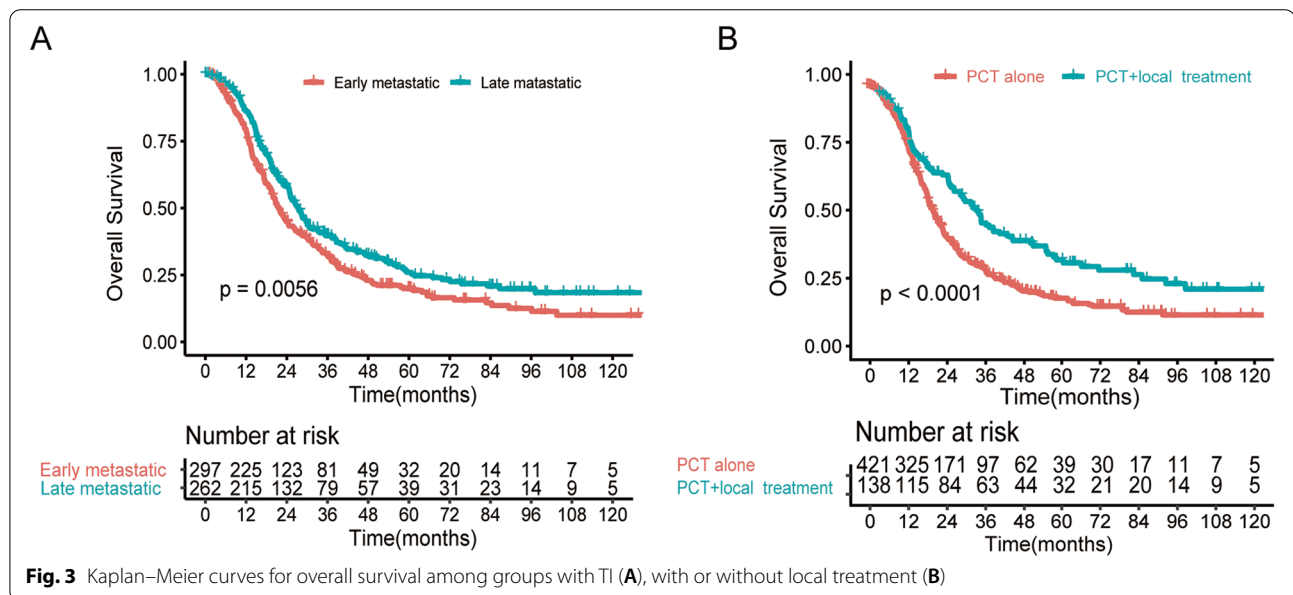 A
Early metastatic Late matastatic
1.00
0.75
0.50
0.25
0.00
Overall Survival
p = 0.0056
0 12 24 36 48 60 72 84 96 108 120
Time(months)
Number at risk
Early metastatic 297 225 123 81 49 32 20 14 11 7 5
Late metastatic 262 215 132 79 57 39 31 23 14 9 5
0 12 24 36 48 60 72 84 96 108 120
Time(months)
B
PCT alone PCT+local treatment
1.00
0.75
0.50
0.25
0.00
Overall Survival
p < 0.0001
0 12 24 36 48 60 72 84 96 108 120
Time(months)
Number at risk
PCT alone 421 325 171 97 62 39 30 17 11 7 5
PCT+local treatment 138 115 84 63 44 32 21 20 14 9 5
0 12 24 36 48 60 72 84 96 108 120
Time(months)
Fig. 3 Kaplan–Meier curves for overall survival among groups with TI (A), with or without local treatment (B)